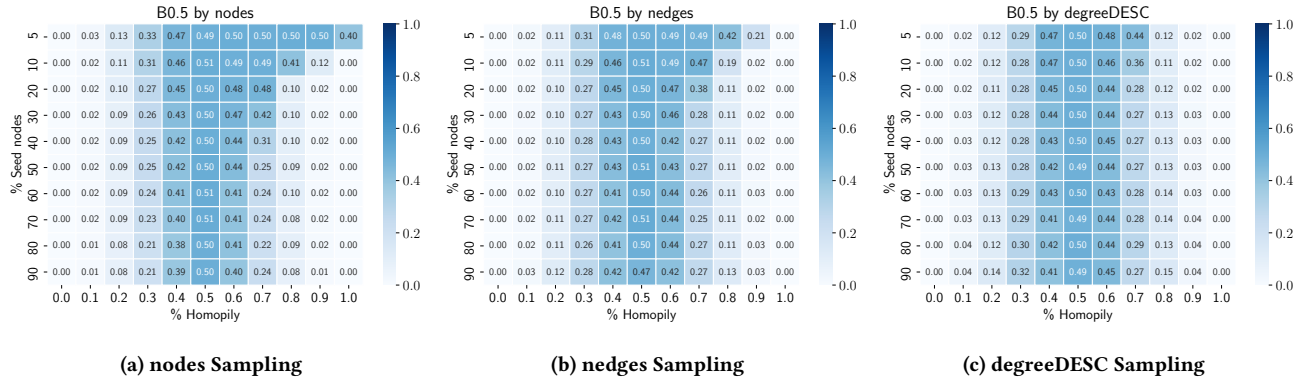 B0.5 by nodes
% Seed nodes
5 0.00 0.03 0.13 0.33 0.47 0.49 0.50 0.50 0.50 0.50 0.40
10 0.00 0.02 0.11 0.31 0.46 0.51 0.49 0.49 0.41 0.12 0.00
20 0.00 0.02 0.10 0.27 0.45 0.50 0.48 0.48 0.10 0.02 0.00
30 0.00 0.02 0.09 0.26 0.43 0.50 0.47 0.42 0.10 0.02 0.00
40 0.00 0.02 0.09 0.25 0.42 0.50 0.44 0.31 0.10 0.02 0.00
50 0.00 0.02 0.09 0.25 0.42 0.50 0.44 0.25 0.09 0.02 0.00
60 0.00 0.02 0.09 0.24 0.41 0.51 0.41 0.24 0.10 0.02 0.00
70 0.00 0.02 0.09 0.23 0.40 0.51 0.41 0.24 0.08 0.02 0.00
80 0.00 0.01 0.08 0.21 0.38 0.50 0.41 0.22 0.09 0.02 0.00
90 0.00 0.01 0.08 0.21 0.39 0.50 0.40 0.24 0.08 0.01 0.00
0.0 0.1 0.2 0.3 0.4 0.5 0.6 0.7 0.8 0.9 1.0
% Homopily
1.0
0.8
0.6
0.4
0.2
0.0
(a) nodes Sampling
B0.5 by nedges
% Seed nodes
5 0.00 0.02 0.11 0.31 0.48 0.50 0.49 0.49 0.42 0.21 0.00
10 0.00 0.02 0.11 0.29 0.46 0.51 0.49 0.47 0.19 0.02 0.00
20 0.00 0.02 0.10 0.27 0.45 0.50 0.47 0.38 0.11 0.02 0.00
30 0.00 0.02 0.10 0.27 0.43 0.50 0.46 0.28 0.11 0.02 0.00
40 0.00 0.02 0.10 0.28 0.43 0.50 0.44 0.27 0.11 0.02 0.00
50 0.00 0.02 0.11 0.27 0.43 0.51 0.43 0.27 0.11 0.02 0.00
60 0.00 0.02 0.10 0.27 0.41 0.50 0.44 0.26 0.11 0.03 0.00
70 0.00 0.02 0.11 0.27 0.42 0.51 0.44 0.25 0.11 0.03 0.00
80 0.00 0.02 0.11 0.26 0.41 0.50 0.44 0.27 0.11 0.03 0.00
90 0.00 0.03 0.12 0.28 0.42 0.47 0.42 0.27 0.13 0.03 0.00
0.0 0.1 0.2 0.3 0.4 0.5 0.6 0.7 0.8 0.9 1.0
% Homopily
1.0
0.8
0.6
0.4
0.2
0.0
(b) nedges Sampling
B0.5 by degreeDESC
% Seed nodes
5 0.00 0.02 0.12 0.29 0.47 0.50 0.48 0.44 0.12 0.02 0.00
10 0.00 0.02 0.12 0.28 0.47 0.50 0.46 0.36 0.11 0.02 0.00
20 0.00 0.02 0.12 0.28 0.45 0.50 0.44 0.28 0.12 0.03 0.00
30 0.00 0.02 0.12 0.28 0.44 0.50 0.44 0.27 0.13 0.03 0.00
40 0.00 0.03 0.12 0.28 0.43 0.50 0.45 0.27 0.13 0.03 0.00
50 0.00 0.03 0.13 0.28 0.42 0.49 0.44 0.27 0.13 0.03 0.00
60 0.00 0.03 0.13 0.29 0.43 0.50 0.43 0.28 0.13 0.04 0.00
70 0.00 0.03 0.13 0.29 0.41 0.49 0.44 0.28 0.14 0.04 0.00
80 0.00 0.04 0.12 0.30 0.42 0.50 0.44 0.29 0.13 0.04 0.00
90 0.00 0.04 0.14 0.32 0.41 0.49 0.45 0.27 0.15 0.04 0.00
0.0 0.1 0.2 0.3 0.4 0.5 0.6 0.7 0.8 0.9 1.0
% Homopily
1.0
0.8
0.6
0.4
0.2
0.0
(c) degreeDESC Sampling